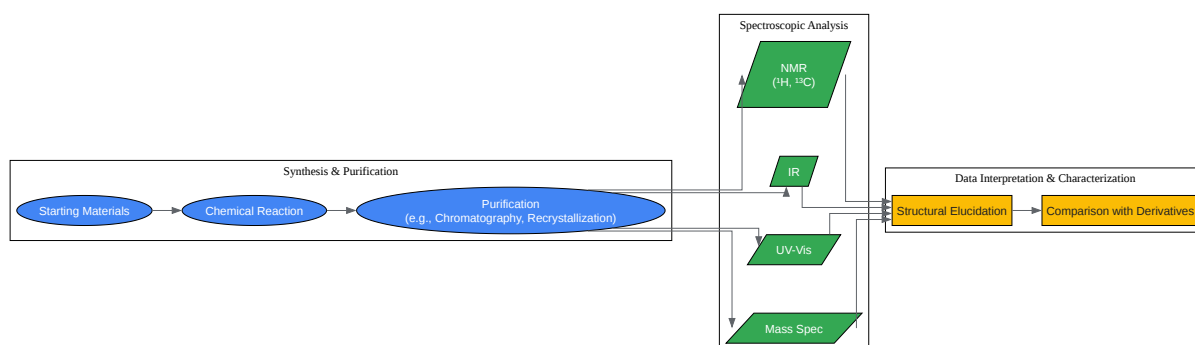 Spectroscopic Analysis
NMR
(¹H, ¹³C)
Synthesis & Purification
IR
Data Interpretation & Characterization
Starting Materials
Chemical Reaction
Purification
(e.g., Chromatography, Recrystallization)
Structural Elucidation
Comparison with Derivatives
UV-Vis
Mass Spec